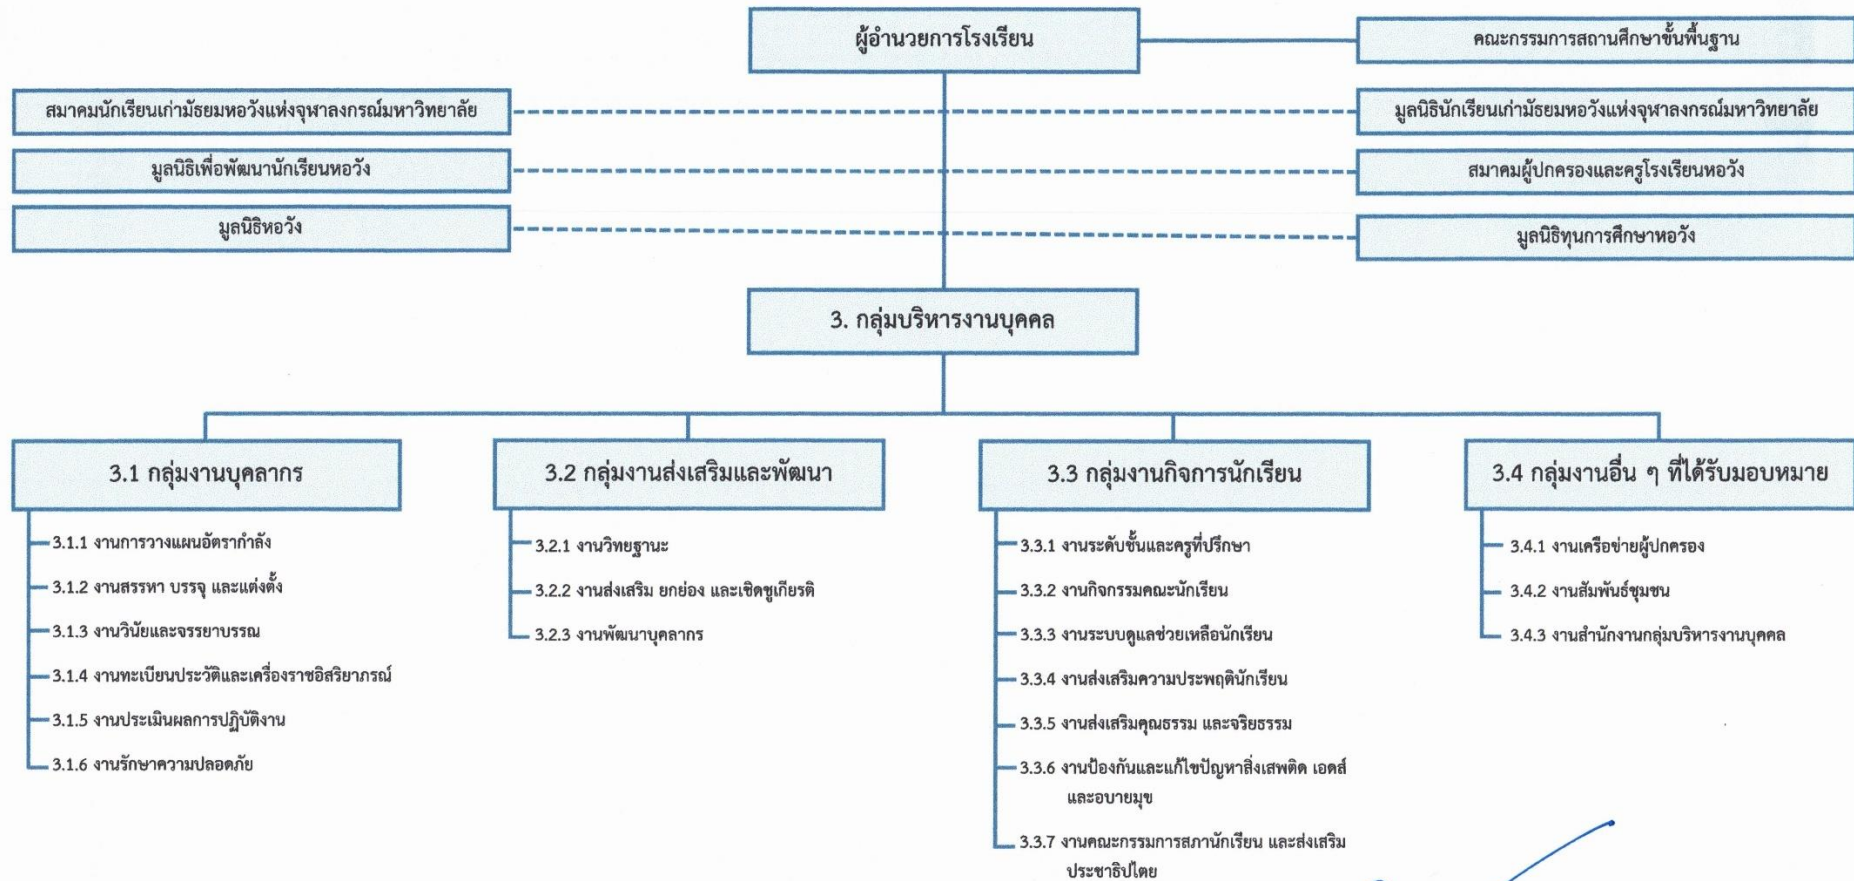 ผู้อำนวยการโรงเรียน
คณะกรรมการสถานศึกษาขั้นพื้นฐาน
สมาคมนักเรียนเก่ามัธยมหอวังแห่งจุฬาลงกรณ์มหาวิทยาลัย
มูลนิธินักเรียนเก่ามัธยมหอวังแห่งจุฬาลงกรณ์มหาวิทยาลัย
มูลนิธิเพื่อพัฒนานักเรียนหอวัง
สมาคมผู้ปกครองและครูโรงเรียนหอวัง
มูลนิธิหอวัง
มูลนิธิทุนการศึกษาหอวัง
3. กลุ่มบริหารงานบุคคล
3.1 กลุ่มงานบุคลากร
3.1.1 งานการวางแผนอัตรากำลัง
3.1.2 งานสรรหา บรรจุ และแต่งตั้ง
3.1.3 งานวินัยและจรรยาบรรณ
3.1.4 งานทะเบียนประวัติและเครื่องราชอิสริยาภรณ์
3.1.5 งานประเมินผลการปฏิบัติงาน
3.1.6 งานรักษาความปลอดภัย
3.2 กลุ่มงานส่งเสริมและพัฒนา
3.2.1 งานวิทยฐานะ
3.2.2 งานส่งเสริม ยกย่อง และเชิดชูเกียรติ
3.2.3 งานพัฒนาบุคลากร
3.3 กลุ่มงานกิจการนักเรียน
3.3.1 งานระดับชั้นและครูที่ปรึกษา
3.3.2 งานกิจกรรมคณะนักเรียน
3.3.3 งานระบบดูแลช่วยเหลือนักเรียน
3.3.4 งานส่งเสริมความประพฤตินักเรียน
3.3.5 งานส่งเสริมคุณธรรม และจริยธรรม
3.3.6 งานป้องกันและแก้ไขปัญหาสิ่งเสพติด เอดส์
และอบายมุข
3.3.7 งานคณะกรรมการสภานักเรียน และส่งเสริม
ประชาธิปไตย
3.4 กลุ่มงานอื่น ๆ ที่ได้รับมอบหมาย
3.4.1 งานเครือข่ายผู้ปกครอง
3.4.2 งานสัมพันธ์ชุมชน
3.4.3 งานสำนักงานกลุ่มบริหารงานบุคคล